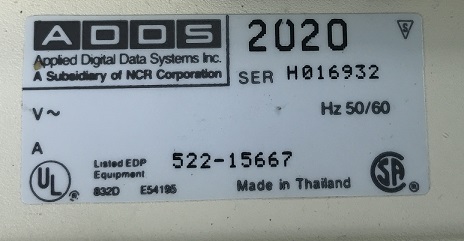 ADDS 2020
Applied Digital Data Systems Inc.
A Subsidiary of NCR Corporation
SER H016932
V~ Hz 50/60
A
UL Listed EDP Equipment 522-15667
832D E54195 Made in Thailand SA